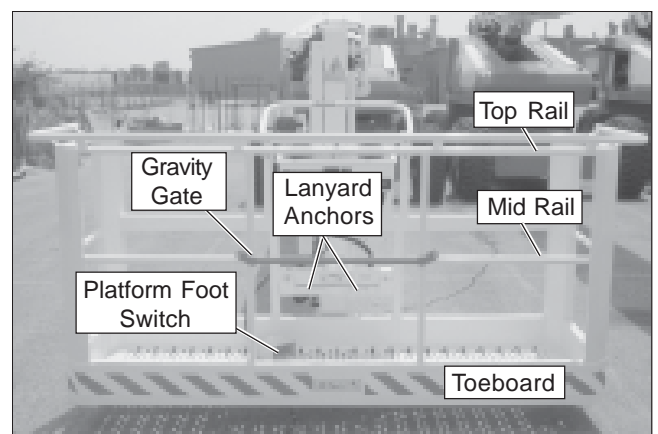 Top Rail
Gravity
Gate
Lanyard
Anchors
Mid Rail
Platform Foot
Switch
Toeboard